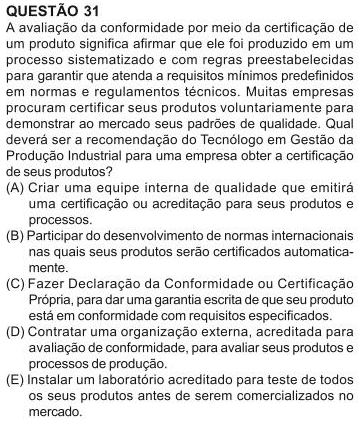 QUESTÃO 31
A avaliação da conformidade por meio da certificação de
um produto significa afirmar que ele foi produzido em um
processo sistematizado e com regras preestabelecidas
para garantir que atenda a requisitos mínimos predefinidos
em normas e regulamentos técnicos. Muitas empresas
procuram certificar seus produtos voluntariamente para
demonstrar ao mercado seus padrões de qualidade. Qual
deverá ser a recomendação do Tecnólogo em Gestão da
Produção Industrial para uma empresa obter a certificação
de seus produtos?
(A) Criar uma equipe interna de qualidade que emitirá
uma certificação ou acreditação para seus produtos e
processos.
(B) Participar do desenvolvimento de normas internacionais
nas quais seus produtos serão certificados automatica-
mente.
(C) Fazer Declaração da Conformidade ou Certificação
Própria, para dar uma garantia escrita de que seu produto
está em conformidade com requisitos especificados.
(D) Contratar uma organização externa, acreditada para
avaliação de conformidade, para avaliar seus produtos e
processos de produção.
(E) Instalar um laboratório acreditado para teste de todos
os seus produtos antes de serem comercializados no
mercado.